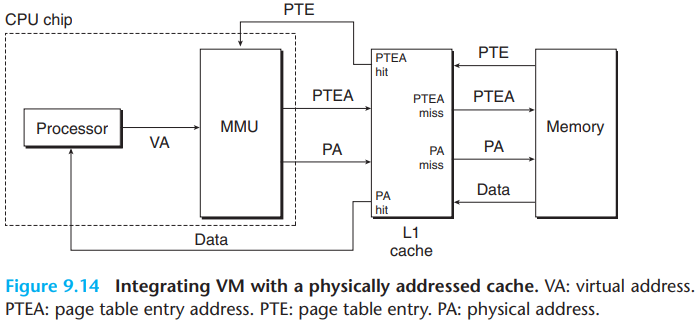 PTE
CPU chip
PTEA
hit
PTE
PTEA
PTEA
miss
PTEA
Processor
VA
MMU
Memory
PA
PA
miss
PA
PA
hit
Data
Data
L1
cache
Figure 9.14 Integrating VM with a physically addressed cache. VA: virtual address.
PTEA: page table entry address. PTE: page table entry. PA: physical address.